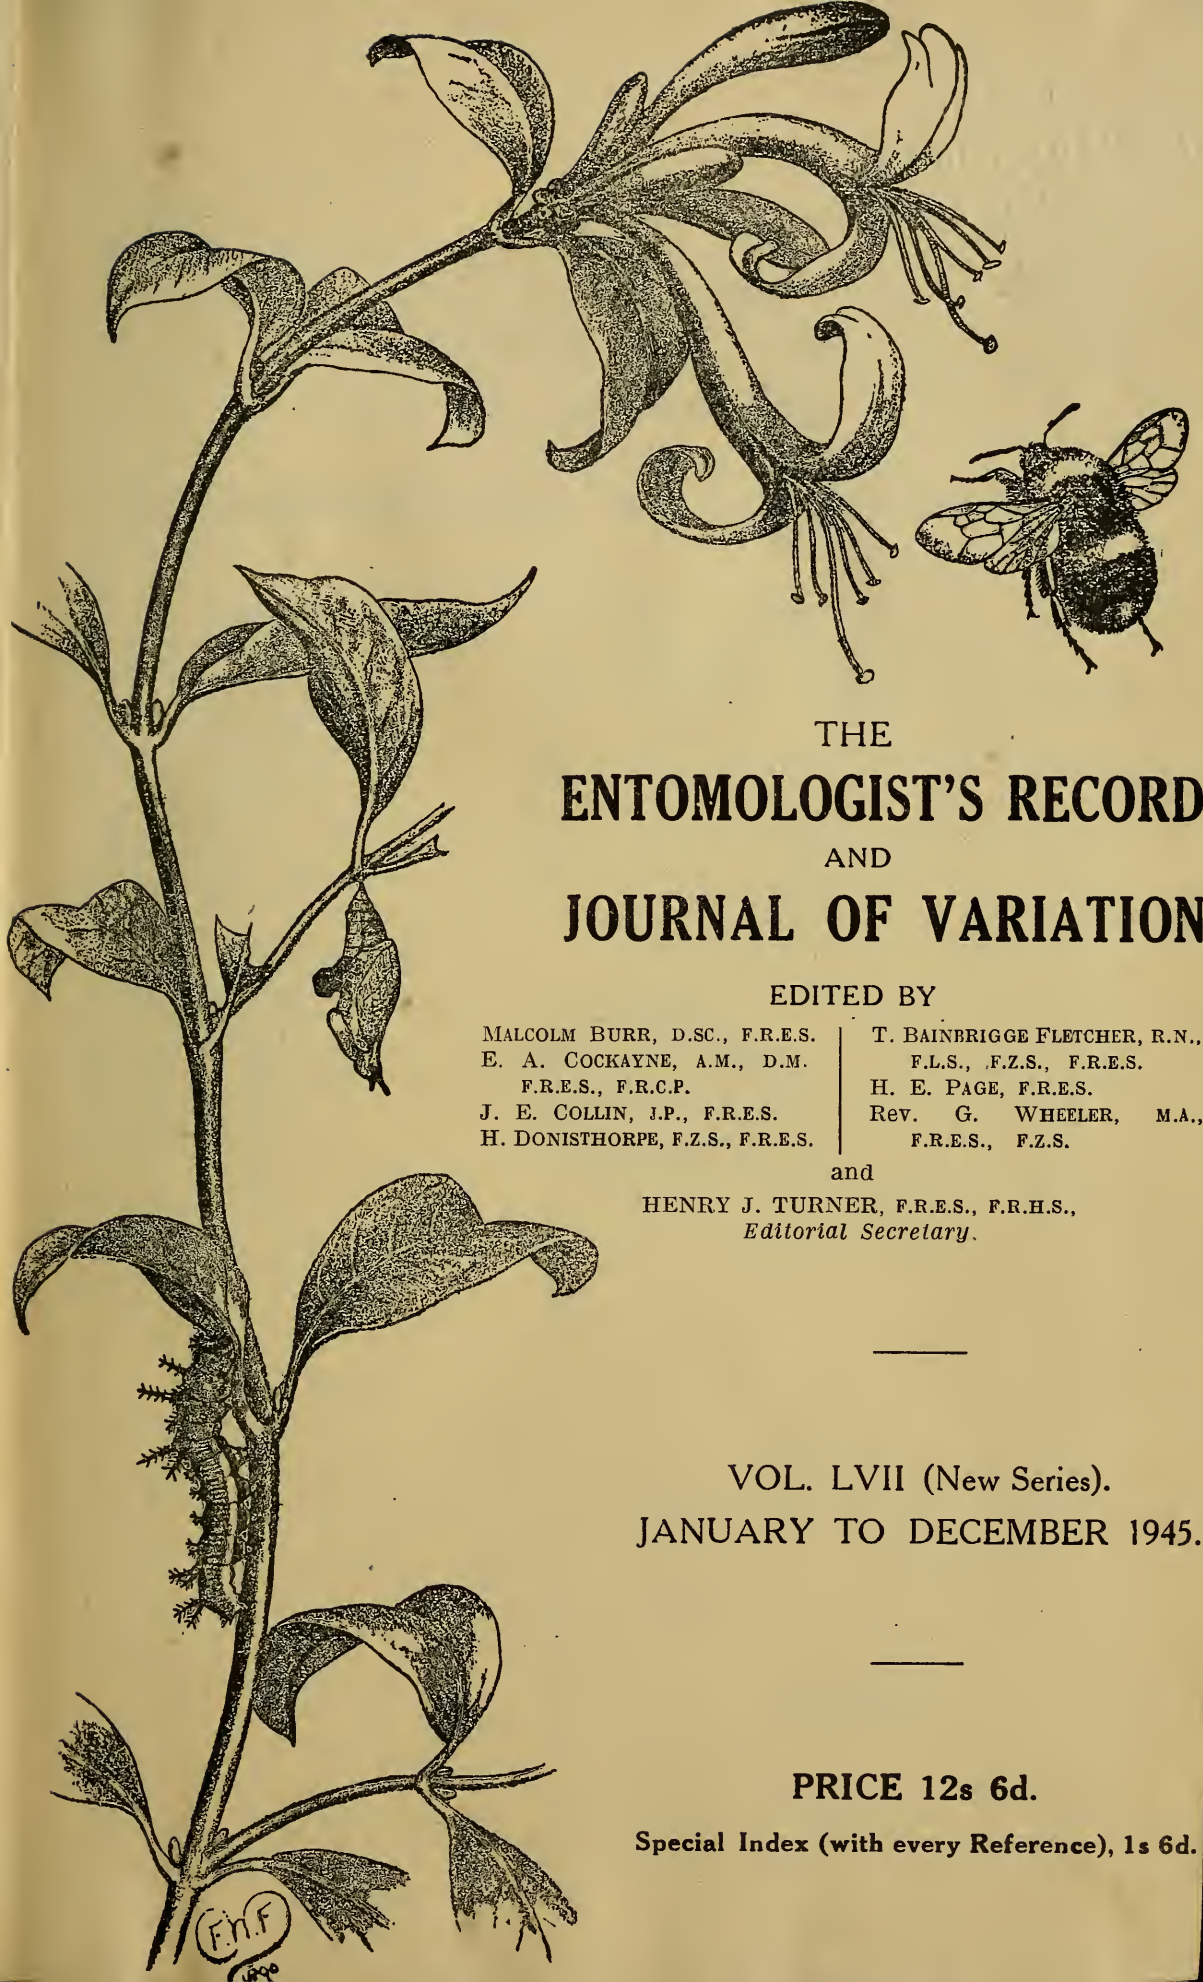 THE
ENTOMOLOGIST'S RECORD
AND
JOURNAL OF VARIATION
EDITED BY
MALCOLM BURR, D.SC., F.R.E.S.
E. A. COCKAYNE, A.M., D.M.
F.R.E.S., F.R.C.P.
J. E. COLLIN, J.P., F.R.E.S.
H. DONISTHORPE, F.Z.S., F.R.E.S.
T. BAINBRIGGE FLETCHER, R.N.,
F.L.S., F.Z.S., F.R.E.S.
H. E. PAGE, F.R.E.S.
Rev. G. WHEELER, M.A.,
F.R.E.S., F.Z.S.
and
HENRY J. TURNER, F.R.E.S., F.R.H.S.,
Editorial Secretary.
VOL. LVII (New Series).
JANUARY TO DECEMBER 1945.
PRICE 12s 6d.
Special Index (with every Reference), 1s 6d.
F.N.F
1890